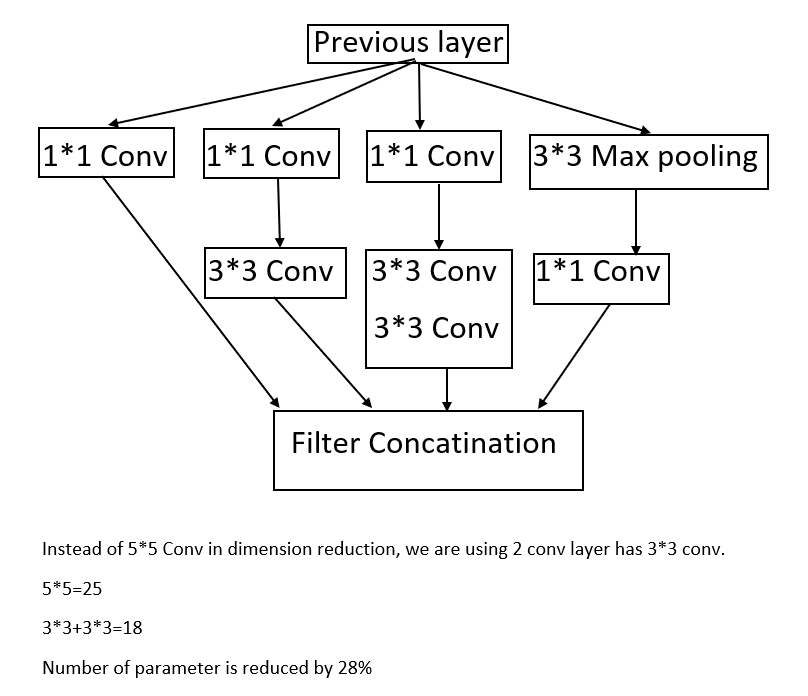 Previous layer
1*1 Conv
1*1 Conv
1*1 Conv
3*3 Max pooling
3*3 Conv
3*3 Conv
3*3 Conv
1*1 Conv
Filter Concatination
Instead of 5*5 Conv in dimension reduction, we are using 2 conv layer has 3*3 conv.
5*5=25
3*3+3*3=18
Number of parameter is reduced by 28%